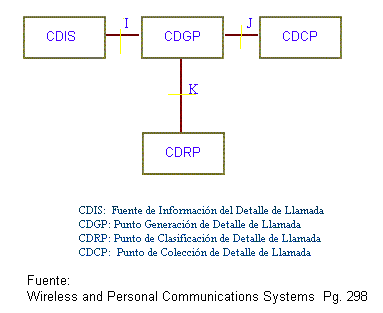 I
J
CDIS
CDGP
CDCP
K
CDRP
CDIS: Fuente de Información del Detalle de Llamada
CDGP: Punto Generación de Detalle de Llamada
CDRP: Punto de Clasificación de Detalle de Llamada
CDCP: Punto de Colección de Detalle de Llamada
Fuente:
Wireless and Personal Communications Systems Pg. 298